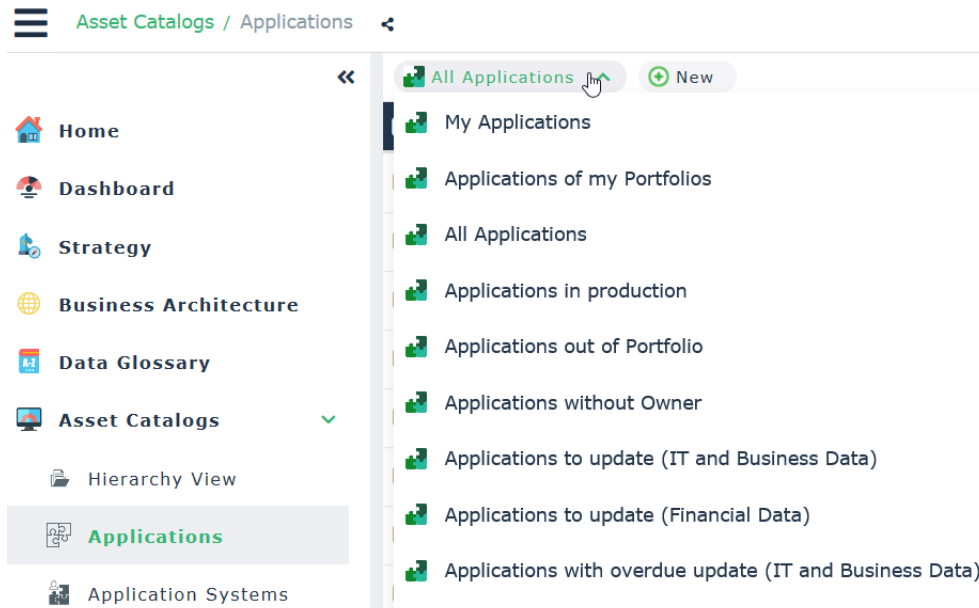 Asset Catalogs / Applications
All Applications
New
Home
Dashboard
Strategy
Business Architecture
A-Z
Data Glossary
Asset Catalogs
Hierarchy View
Applications
Application Systems
My Applications
Applications of my Portfolios
All Applications
Applications in production
Applications out of Portfolio
Applications without Owner
Applications to update (IT and Business Data)
Applications to update (Financial Data)
Applications with overdue update (IT and Business Data)